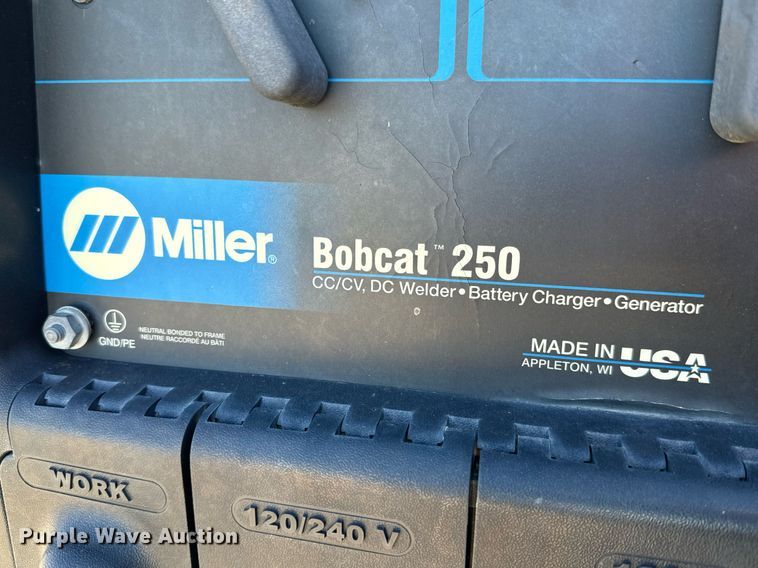 Miller®
Bobcat™ 250
CC/CV, DC Welder • Battery Charger • Generator
GND/PE
NEUTRAL BONDED TO FRAME
NEUTRE RACCORDÉ AU BÂTI
MADE IN USA
APPLETON, WI
WORK
120/240 V
Purple Wave Auction